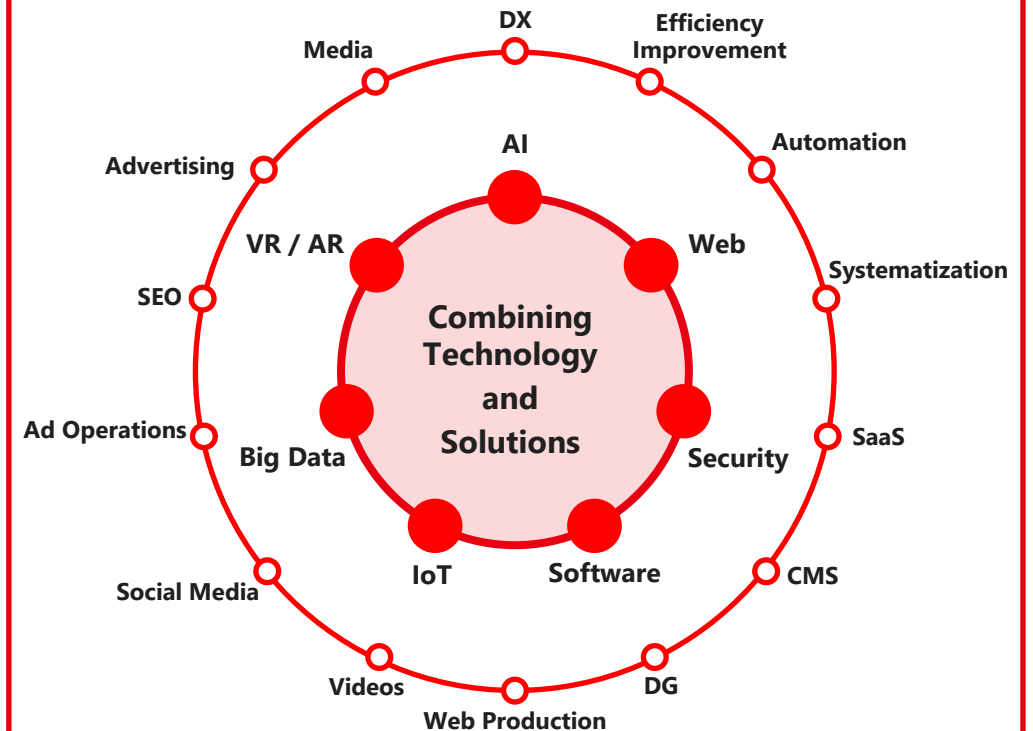 DX
Efficiency
Improvement
Media
Automation
Advertising
AI
VR / AR
Web
Systematization
SEO
Combining
Technology
and
Solutions
Ad Operations
SaaS
Big Data
Security
IoT
Software
CMS
Social Media
Videos
DG
Web Production